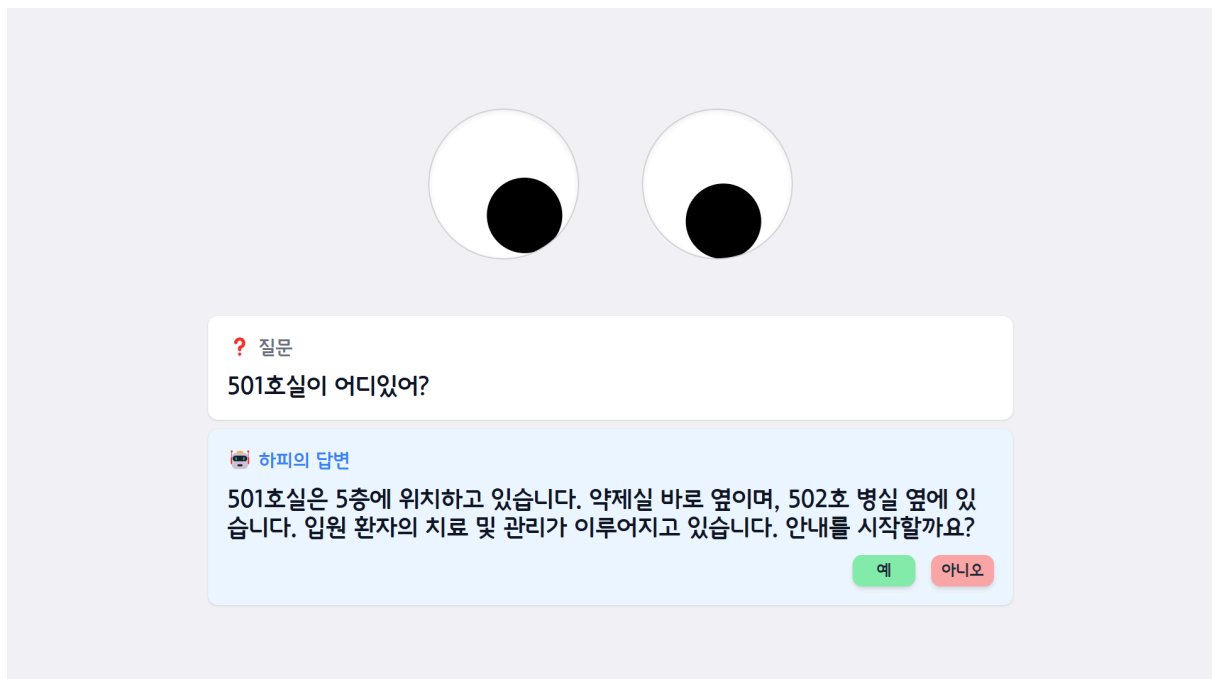 ❓ 질문
501호실이 어디있어?
🤖 하피의 답변
501호실은 5층에 위치하고 있습니다. 약제실 바로 옆이며, 502호 병실 옆에 있
습니다. 입원 환자의 치료 및 관리가 이루어지고 있습니다. 안내를 시작할까요?
예 아니오